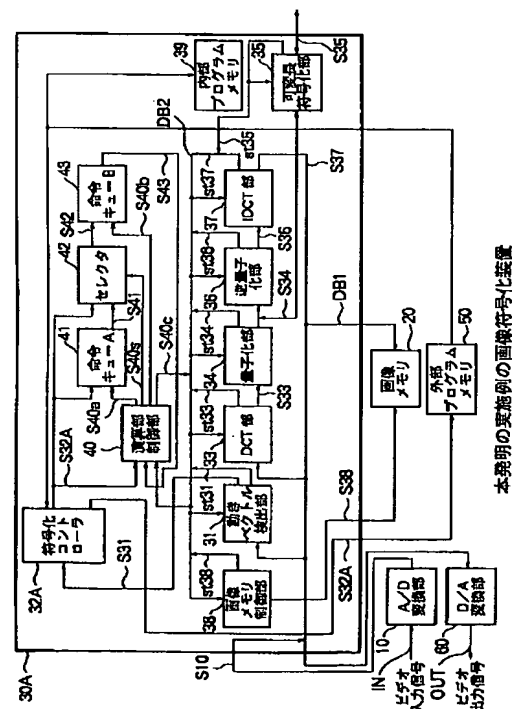 30A
32A
符号化
コント
ローラ
S31
S32A
40
演算部
制御部
S40a
S40s
41
命令
キューA
S41
42
セレクタ
S42
43
命令
キューB
S40b
S43
S40c
39
内部
プログラム
メモリ
35
可変長
符号化部
S35
DB2
st35
st38
38
画像
メモリ
制御部
st31
31
動き
ベクトル
検出部
st33
33
DCT部
S33
st34
34
量子化部
S34
st36
36
逆量子
化部
S36
st37
37
IDCT部
S37
S10
S38
S32A
DB1
20
画像
メモリ
50
外部
プログラム
メモリ
10
A/D
変換部
60
D/A
変換部
IN
ビデオ
入力信号
OUT
ビデオ
出力信号
本発明の実施例の画像符号化装置